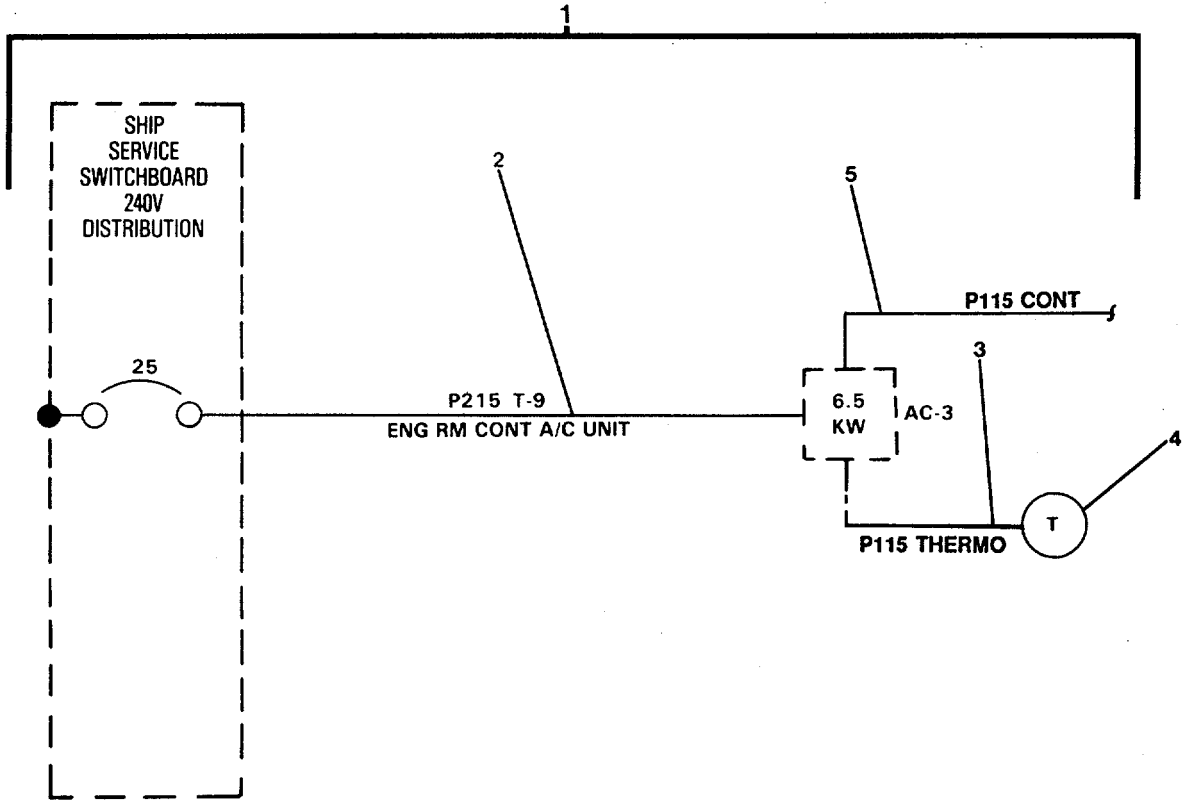 1
SHIP
SERVICE
SWITCHBOARD
240V
DISTRIBUTION
2
5
P115 CONT
3
25
P215 T-9
ENG RM CONT A/C UNIT
6.5
KW
AC-3
4
T
P115 THERMO